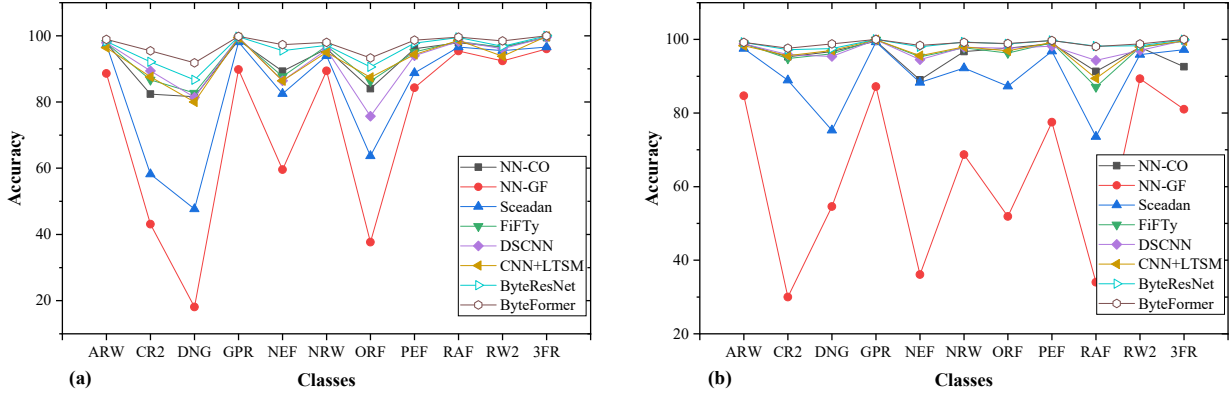 100
80
60
40
20
Accuracy
NN-CO
NN-GF
Sceadan
FiFTy
DSCNN
CNN+LTSM
ByteResNet
ByteFormer
ARW CR2 DNG GPR NEF NRW ORF PEF RAF RW2 3FR
(a) Classes
100
80
60
40
20
Accuracy
NN-CO
NN-GF
Sceadan
FiFTy
DSCNN
CNN+LTSM
ByteResNet
ByteFormer
ARW CR2 DNG GPR NEF NRW ORF PEF RAF RW2 3FR
(b) Classes